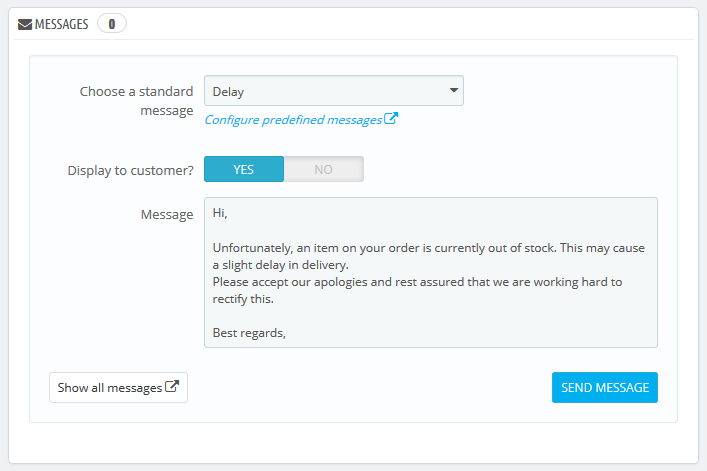 MESSAGES 0
Choose a standard
message
Delay
Configure predefined messages
Display to customer?
YES
NO
Message
Hi,
Unfortunately, an item on your order is currently out of stock. This may cause
a slight delay in delivery.
Please accept our apologies and rest assured that we are working hard to
rectify this.
Best regards,
Show all messages
SEND MESSAGE